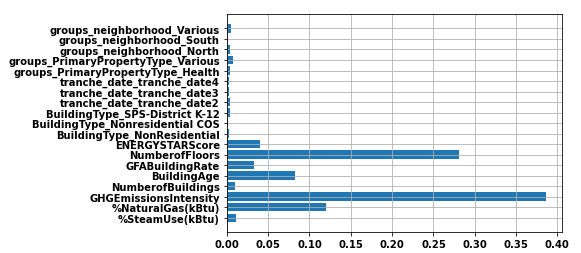 groups_neighborhood_Various
groups_neighborhood_South
groups_neighborhood_North
groups_PrimaryPropertyType_Various
groups_PrimaryPropertyType_Health
tranche_date_tranche_date4
tranche_date_tranche_date3
tranche_date_tranche_date2
BuildingType_SPS-District K-12
BuildingType_Nonresidential COS
BuildingType_NonResidential
ENERGYSTARScore
NumberofFloors
GFABuildingRate
BuildingAge
NumberofBuildings
GHGEmissionsIntensity
%NaturalGas(kBtu)
%SteamUse(kBtu)
0.00 0.05 0.10 0.15 0.20 0.25 0.30 0.35 0.40